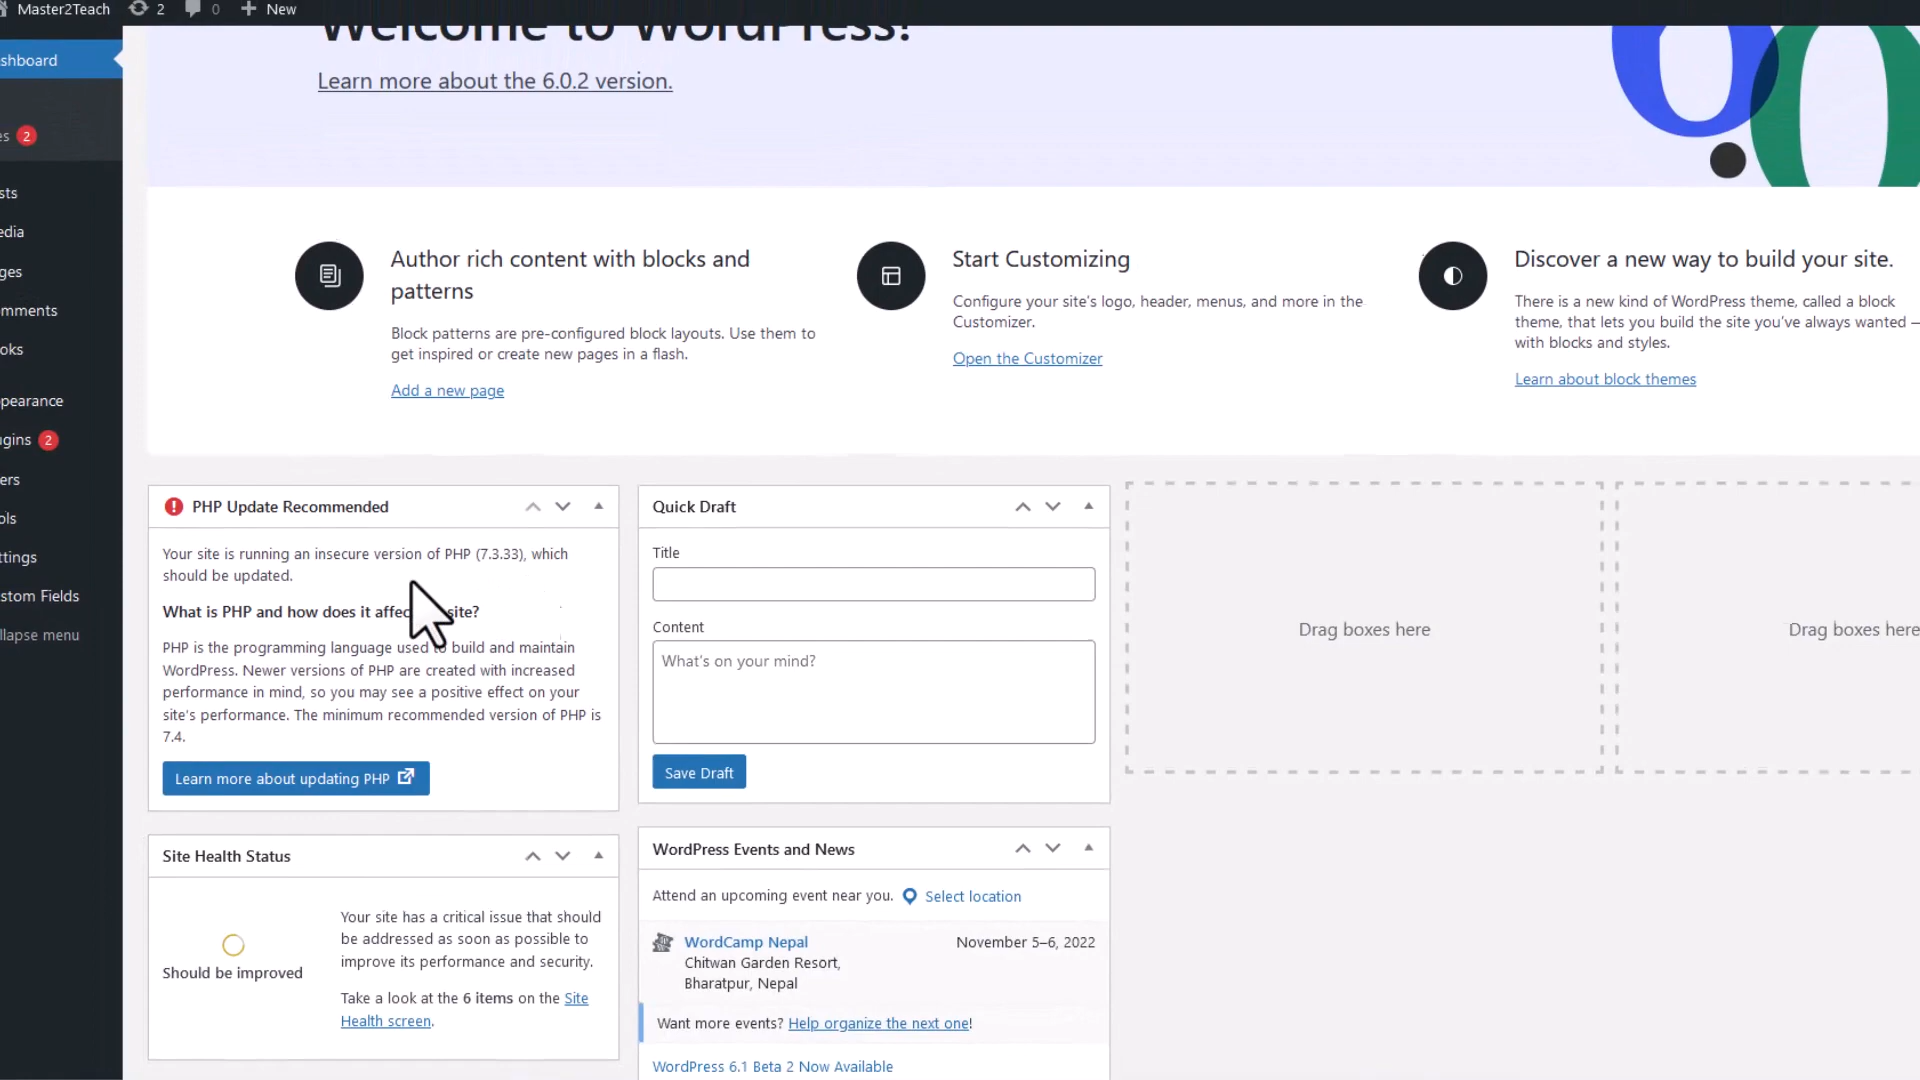 Master2Teach 2 0 New
Welcome to WordPress!
Learn more about the 6.0.2 version.
shboard
es 2
sts
edia
ges
mments
oks
pearance
ugins 2
ers
ols
ttings
stom Fields
llapse menu
Author rich content with blocks and
patterns
Block patterns are pre-configured block layouts. Use them to
get inspired or create new pages in a flash.
Add a new page
Start Customizing
Configure your site's logo, header, menus, and more in the
Customizer.
Open the Customizer
Discover a new way to build your site.
There is a new kind of WordPress theme, called a block
theme, that lets you build the site you've always wanted –
with blocks and styles.
Learn about block themes
PHP Update Recommended
Your site is running an insecure version of PHP (7.3.33), which
should be updated.
What is PHP and how does it affec site?
PHP is the programming language used to build and maintain
WordPress. Newer versions of PHP are created with increased
performance in mind, so you may see a positive effect on your
site's performance. The minimum recommended version of PHP is
7.4.
Learn more about updating PHP
Site Health Status
Should be improved
Your site has a critical issue that should
be addressed as soon as possible to
improve its performance and security.
Take a look at the 6 items on the Site
Health screen.
Quick Draft
Title
Content
What's on your mind?
Save Draft
WordPress Events and News
Attend an upcoming event near you. Select location
WordCamp Nepal November 5–6, 2022
Chitwan Garden Resort,
Bharatpur, Nepal
Want more events? Help organize the next one!
WordPress 6.1 Beta 2 Now Available
Drag boxes here
Drag boxes here